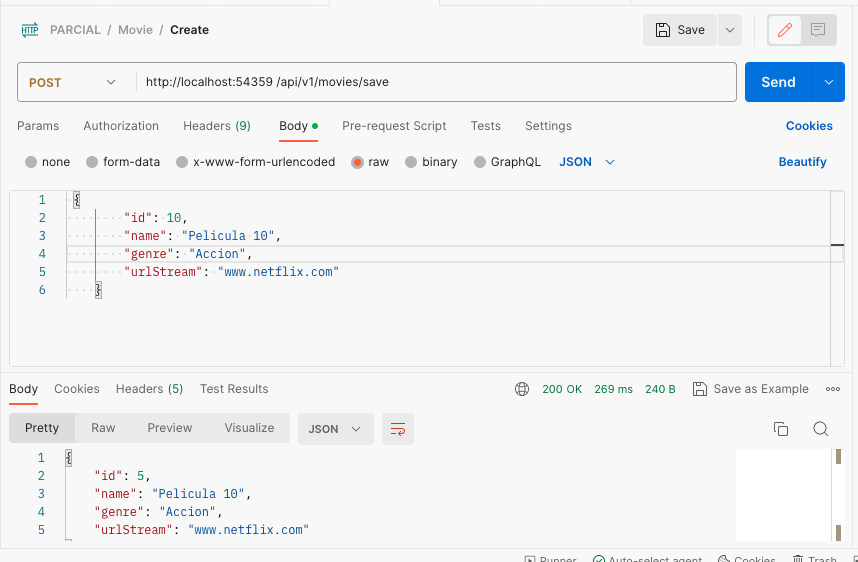 HTTP PARCIAL / Movie / Create Save
POST http://localhost:54359 /api/v1/movies/save Send
Params Authorization Headers (9) Body Pre-request Script Tests Settings Cookies
none form-data x-www-form-urlencoded raw binary GraphQL JSON Beautify
1 {
2 "id": 10,
3 "name": "Pelicula 10",
4 "genre": "Accion",
5 "urlStream": "www.netflix.com"
6 }
Body Cookies Headers (5) Test Results 200 OK 269 ms 240 B Save as Example
Pretty Raw Preview Visualize JSON
1 {
2 "id": 5,
3 "name": "Pelicula 10",
4 "genre": "Accion",
5 "urlStream": "www.netflix.com"
Runner Auto-select agent Cookies Trash